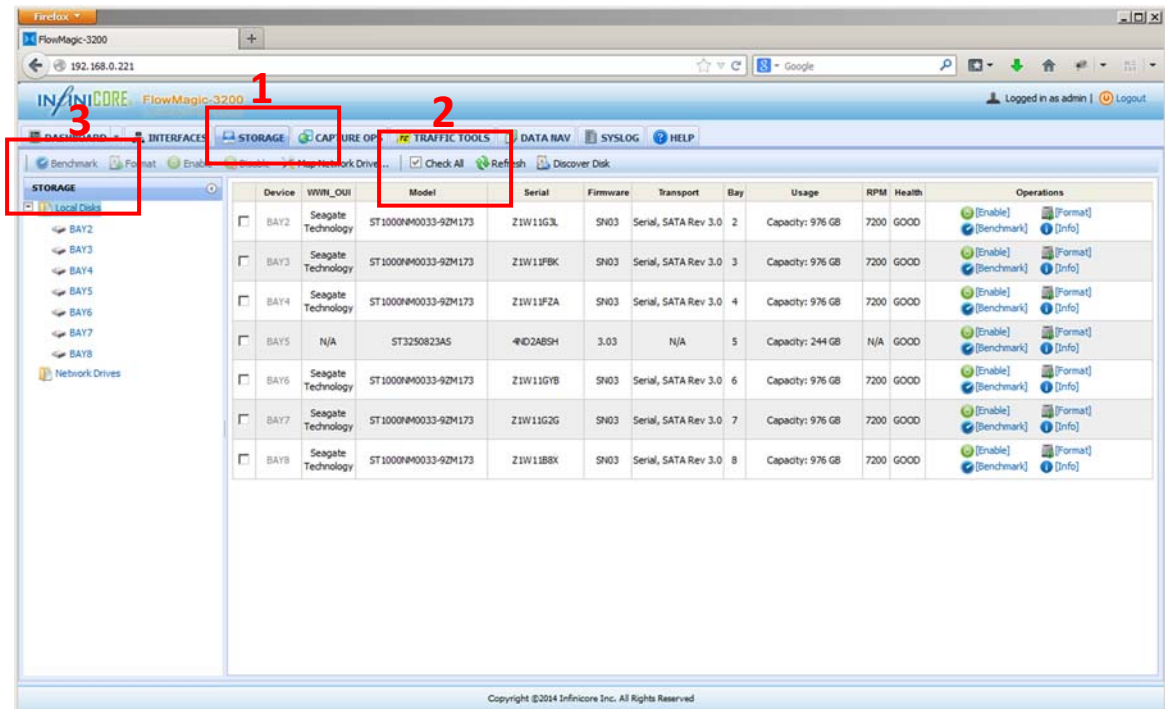 Firefox
FlowMagic-3200
192.168.0.221
Google
INFINICORE FlowMagic-3200
Logged in as admin | Logout
1
2
3
DASHBOARD INTERFACES STORAGE CAPTURE OPS TRAFFIC TOOLS DATA NAV SYSLOG HELP
Benchmark Format Enable Disable Map Network Drive... Check All Refresh Discover Disk
STORAGE
Local Disks
BAY2
BAY3
BAY4
BAY5
BAY6
BAY7
BAY8
Network Drives
Device WWN_OUI Model Serial Firmware Transport Bay Usage RPM Health Operations
BAY2 Seagate Technology ST1000NM0033-9ZM173 Z1W11G3L SN03 Serial, SATA Rev 3.0 2 Capacity: 976 GB 7200 GOOD [Enable] [Format] [Benchmark] [Info]
BAY3 Seagate Technology ST1000NM0033-9ZM173 Z1W11FBK SN03 Serial, SATA Rev 3.0 3 Capacity: 976 GB 7200 GOOD [Enable] [Format] [Benchmark] [Info]
BAY4 Seagate Technology ST1000NM0033-9ZM173 Z1W11FZA SN03 Serial, SATA Rev 3.0 4 Capacity: 976 GB 7200 GOOD [Enable] [Format] [Benchmark] [Info]
BAY5 N/A ST3250823AS 4ND2ABSH 3.03 N/A 5 Capacity: 244 GB N/A GOOD [Enable] [Format] [Benchmark] [Info]
BAY6 Seagate Technology ST1000NM0033-9ZM173 Z1W11GYB SN03 Serial, SATA Rev 3.0 6 Capacity: 976 GB 7200 GOOD [Enable] [Format] [Benchmark] [Info]
BAY7 Seagate Technology ST1000NM0033-9ZM173 Z1W11G2G SN03 Serial, SATA Rev 3.0 7 Capacity: 976 GB 7200 GOOD [Enable] [Format] [Benchmark] [Info]
BAY8 Seagate Technology ST1000NM0033-9ZM173 Z1W11B8X SN03 Serial, SATA Rev 3.0 8 Capacity: 976 GB 7200 GOOD [Enable] [Format] [Benchmark] [Info]
Copyright ©2014 Infinicore Inc. All Rights Reserved